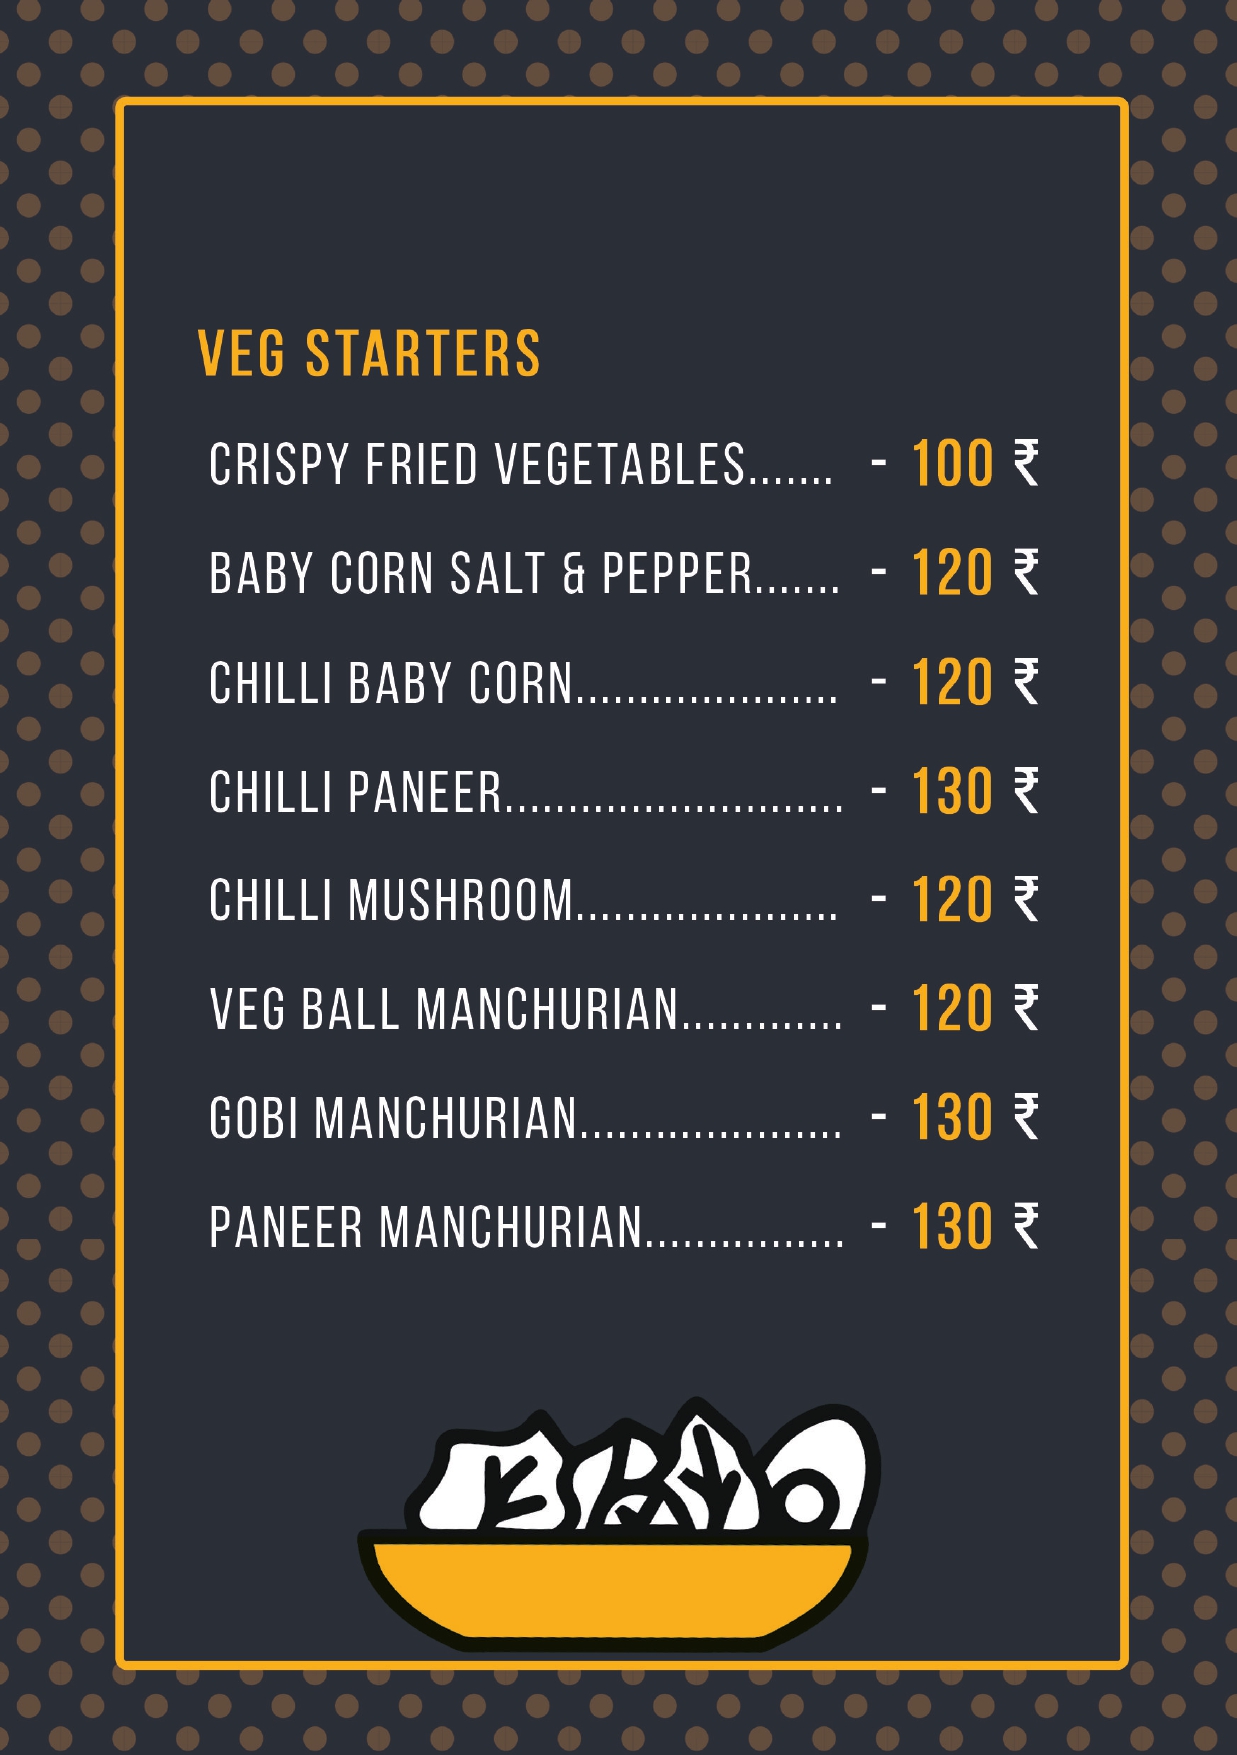 VEG STARTERS
CRISPY FRIED VEGETABLES....... - 100 ₹
BABY CORN SALT & PEPPER....... - 120 ₹
CHILLI BABY CORN..................... - 120 ₹
CHILLI PANEER........................... - 130 ₹
CHILLI MUSHROOM..................... - 120 ₹
VEG BALL MANCHURIAN............. - 120 ₹
GOBI MANCHURIAN..................... - 130 ₹
PANEER MANCHURIAN................ - 130 ₹